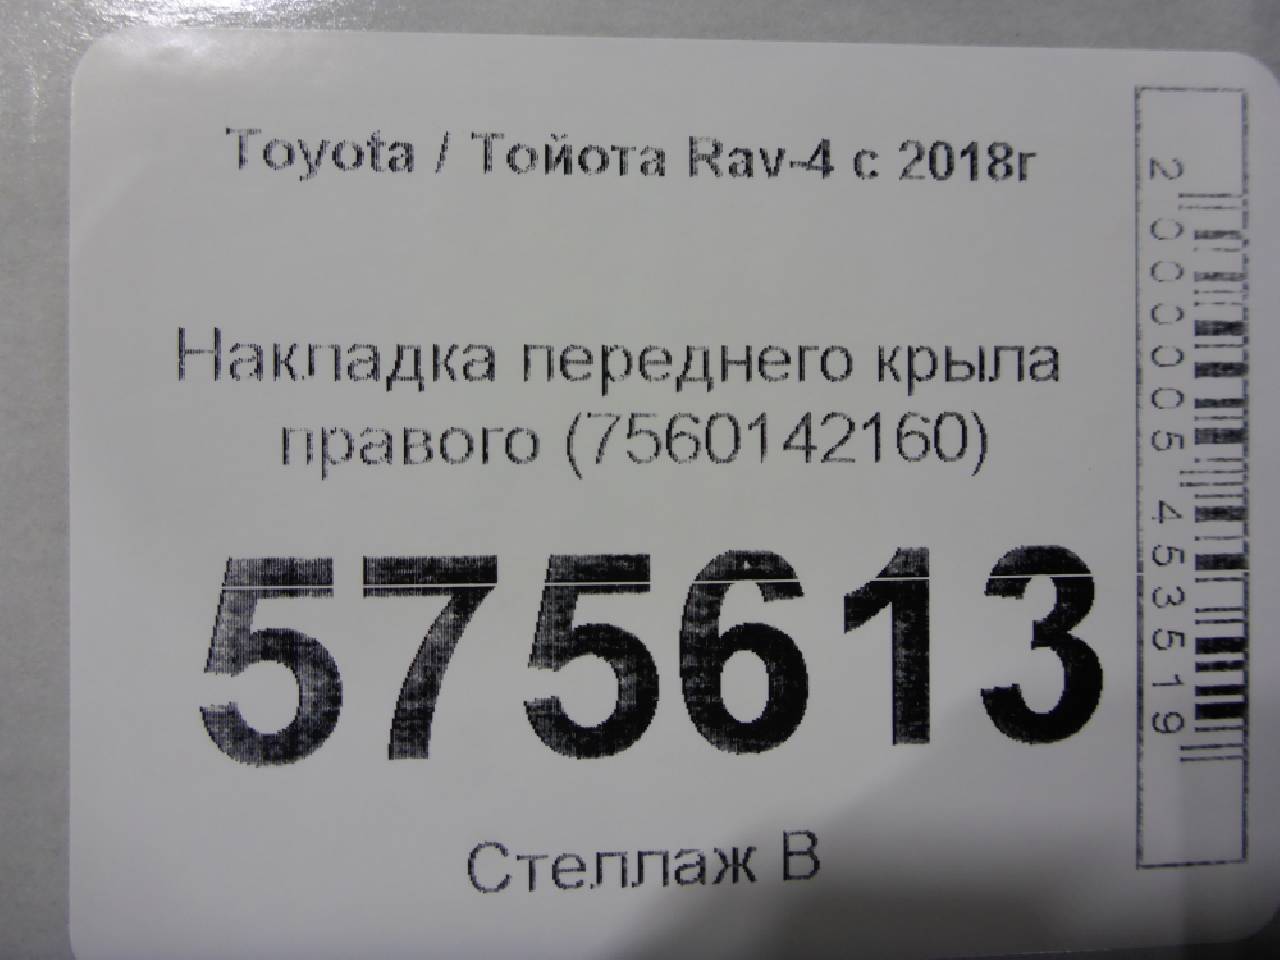 Toyota / Тойота Rav-4 с 2018г
Накладка переднего крыла
правого (7560142160)
575613
Стеллаж В
2000005453519